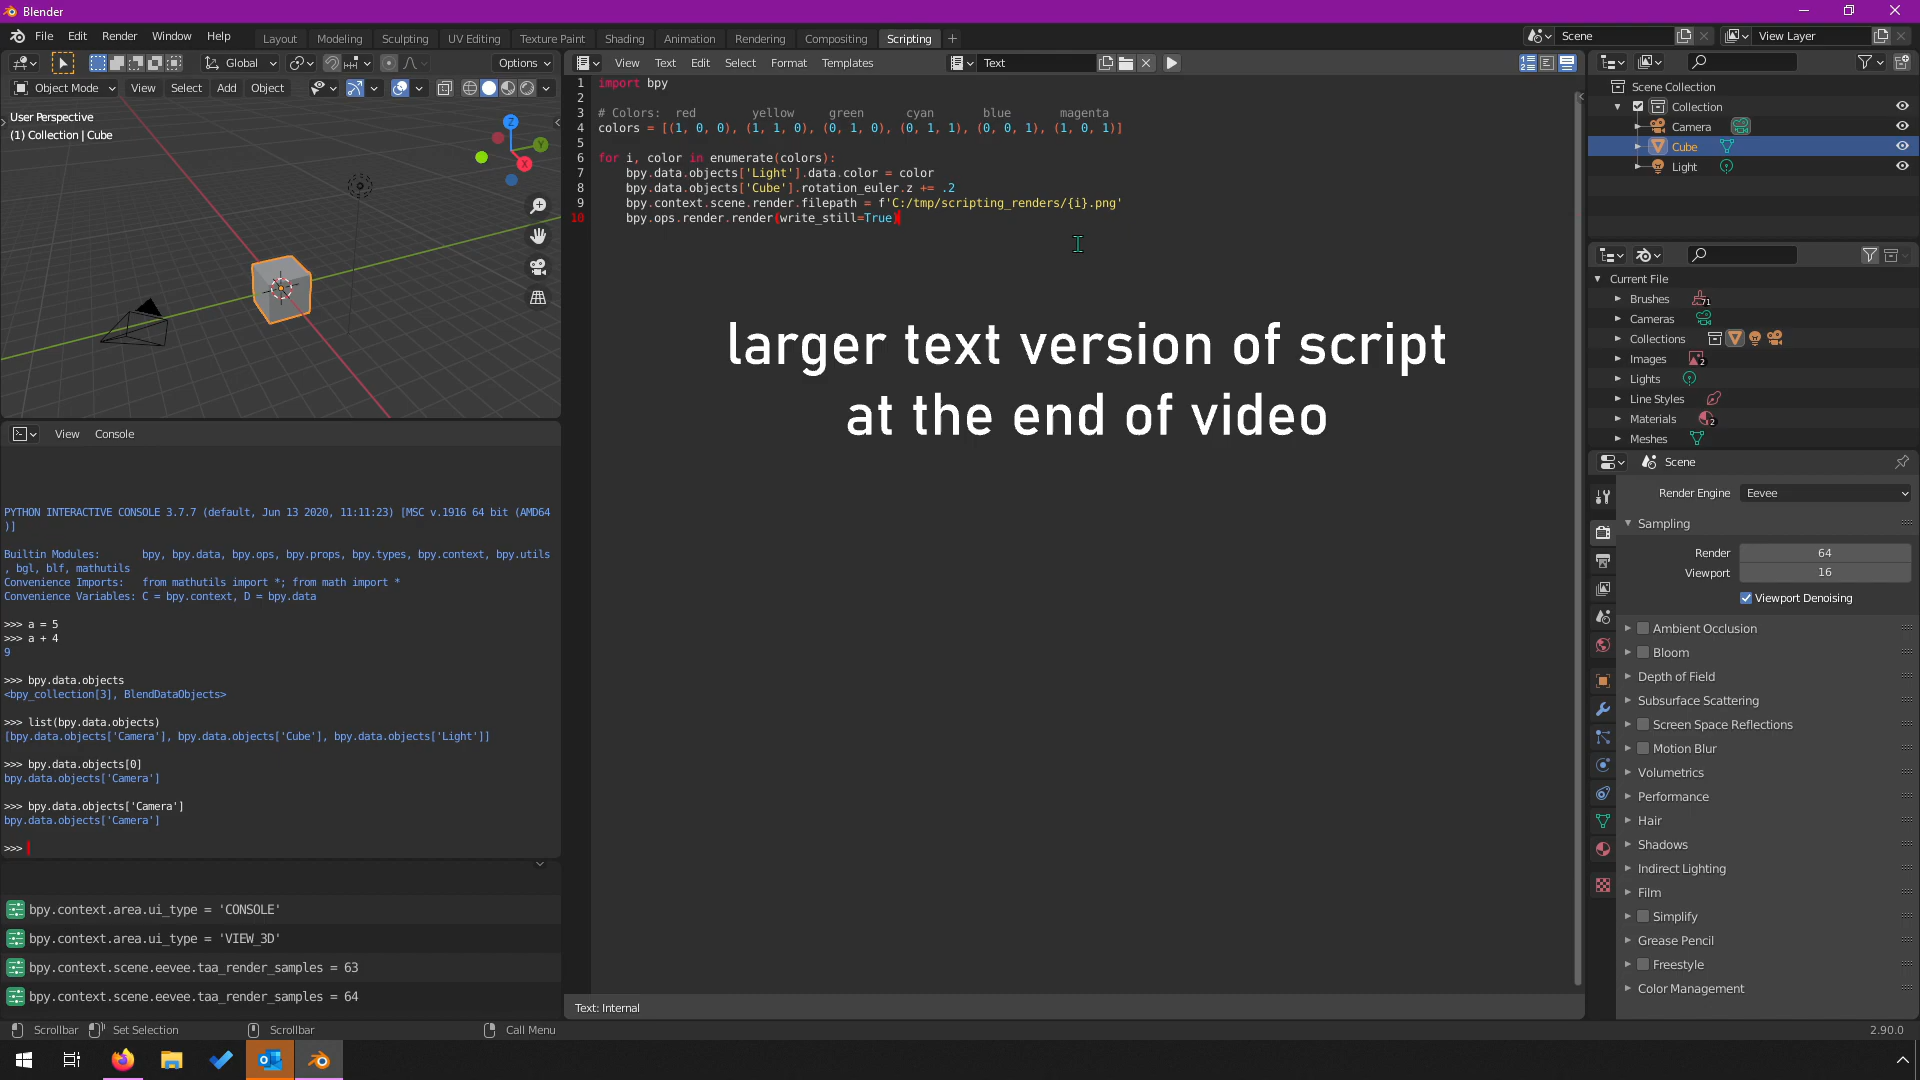 Blender
File Edit Render Window Help
Layout Modeling Sculpting UV Editing Texture Paint Shading Animation Rendering Compositing Scripting
Scene
View Layer
Global
Options
Object Mode View Select Add Object
User Perspective
(1) Collection | Cube
View Console
PYTHON INTERACTIVE CONSOLE 3.7.7 (default, Jun 13 2020, 11:11:23) [MSC v.1916 64 bit (AMD64
)]
Builtin Modules: bpy, bpy.data, bpy.ops, bpy.props, bpy.types, bpy.context, bpy.utils
, bgl, blf, mathutils
Convenience Imports: from mathutils import *; from math import *
Convenience Variables: C = bpy.context, D = bpy.data
>>> a = 5
>>> a + 4
9
>>> bpy.data.objects
<bpy_collection[3], BlendDataObjects>
>>> list(bpy.data.objects)
[bpy.data.objects['Camera'], bpy.data.objects['Cube'], bpy.data.objects['Light']]
>>> bpy.data.objects[0]
bpy.data.objects['Camera']
>>> bpy.data.objects['Camera']
bpy.data.objects['Camera']
>>>
bpy.context.area.ui_type = 'CONSOLE'
bpy.context.area.ui_type = 'VIEW_3D'
bpy.context.scene.eevee.taa_render_samples = 63
bpy.context.scene.eevee.taa_render_samples = 64
View Text Edit Select Format Templates
Text
1 import bpy
2
3 # Colors: red yellow green cyan blue magenta
4 colors = [(1, 0, 0), (1, 1, 0), (0, 1, 0), (0, 1, 1), (0, 0, 1), (1, 0, 1)]
5
6 for i, color in enumerate(colors):
7 bpy.data.objects['Light'].data.color = color
8 bpy.data.objects['Cube'].rotation_euler.z += .2
9 bpy.context.scene.render.filepath = f'C:/tmp/scripting_renders/{i}.png'
10 bpy.ops.render.render(write_still=True)
larger text version of script
at the end of video
Text: Internal
Scene Collection
Collection
Camera
Cube
Light
Current File
Brushes 71
Cameras
Collections
Images 2
Lights
Line Styles
Materials 2
Meshes
Scene
Render Engine Eevee
Sampling
Render 64
Viewport 16
Viewport Denoising
Ambient Occlusion
Bloom
Depth of Field
Subsurface Scattering
Screen Space Reflections
Motion Blur
Volumetrics
Performance
Hair
Shadows
Indirect Lighting
Film
Simplify
Grease Pencil
Freestyle
Color Management
Scrollbar Set Selection Scrollbar Call Menu
2.90.0
Z
Y
X